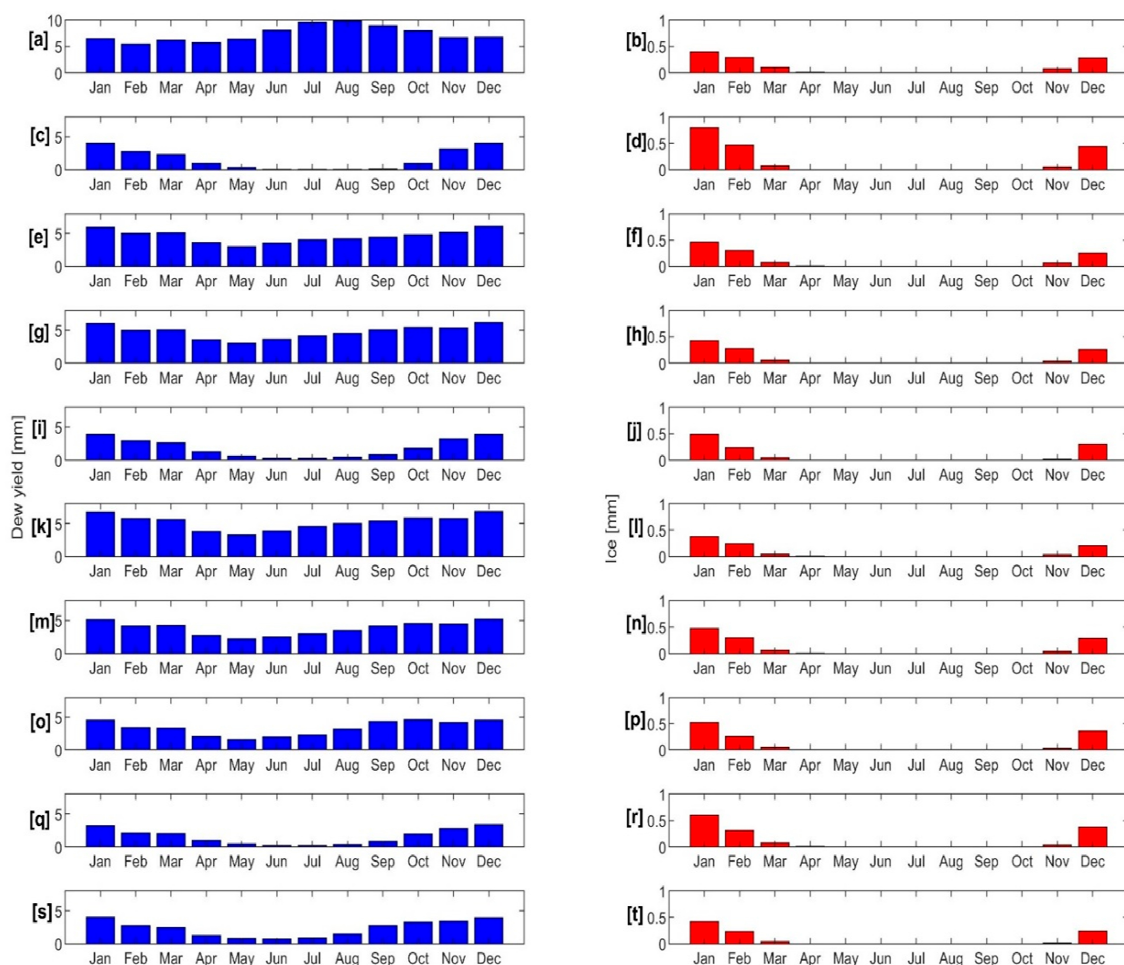 [a] 10 5 0
Jan Feb Mar Apr May Jun Jul Aug Sep Oct Nov Dec
[b] 1 0.5 0
Jan Feb Mar Apr May Jun Jul Aug Sep Oct Nov Dec
[c] 5 0
Jan Feb Mar Apr May Jun Jul Aug Sep Oct Nov Dec
[d] 1 0.5 0
Jan Feb Mar Apr May Jun Jul Aug Sep Oct Nov Dec
[e] 5 0
Jan Feb Mar Apr May Jun Jul Aug Sep Oct Nov Dec
[f] 1 0.5 0
Jan Feb Mar Apr May Jun Jul Aug Sep Oct Nov Dec
[g] 5 0
Jan Feb Mar Apr May Jun Jul Aug Sep Oct Nov Dec
[h] 1 0.5 0
Jan Feb Mar Apr May Jun Jul Aug Sep Oct Nov Dec
[i] 5 0
Jan Feb Mar Apr May Jun Jul Aug Sep Oct Nov Dec
[j] 1 0.5 0
Jan Feb Mar Apr May Jun Jul Aug Sep Oct Nov Dec
Dew yield [mm]
[k] 5 0
Jan Feb Mar Apr May Jun Jul Aug Sep Oct Nov Dec
Ice [mm]
[l] 1 0.5 0
Jan Feb Mar Apr May Jun Jul Aug Sep Oct Nov Dec
[m] 5 0
Jan Feb Mar Apr May Jun Jul Aug Sep Oct Nov Dec
[n] 1 0.5 0
Jan Feb Mar Apr May Jun Jul Aug Sep Oct Nov Dec
[o] 5 0
Jan Feb Mar Apr May Jun Jul Aug Sep Oct Nov Dec
[p] 1 0.5 0
Jan Feb Mar Apr May Jun Jul Aug Sep Oct Nov Dec
[q] 5 0
Jan Feb Mar Apr May Jun Jul Aug Sep Oct Nov Dec
[r] 1 0.5 0
Jan Feb Mar Apr May Jun Jul Aug Sep Oct Nov Dec
[s] 5 0
Jan Feb Mar Apr May Jun Jul Aug Sep Oct Nov Dec
[t] 1 0.5 0
Jan Feb Mar Apr May Jun Jul Aug Sep Oct Nov Dec